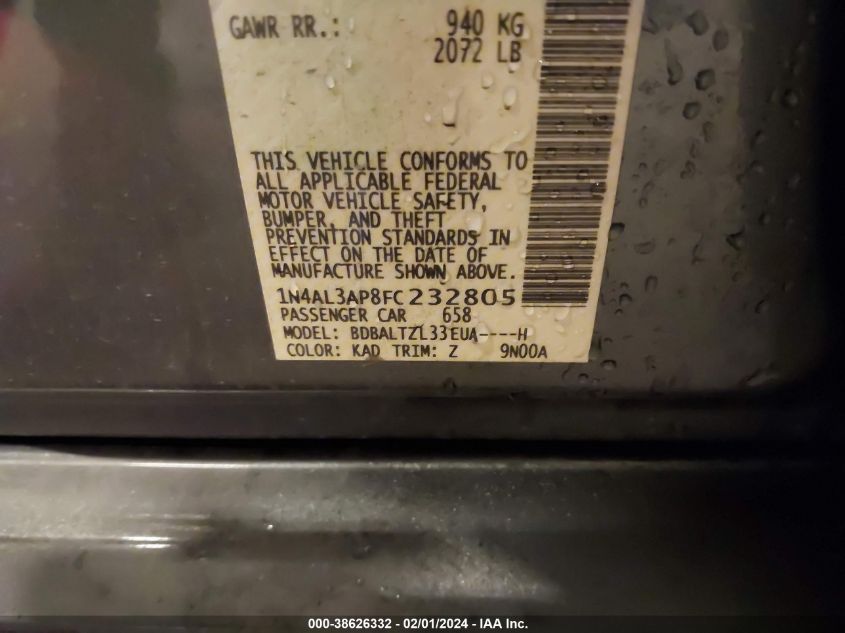 GAWR RR.: 940 KG
2072 LB
THIS VEHICLE CONFORMS TO
ALL APPLICABLE FEDERAL
MOTOR VEHICLE SAFETY,
BUMPER, AND THEFT
PREVENTION STANDARDS IN
EFFECT ON THE DATE OF
MANUFACTURE SHOWN ABOVE.
1N4AL3AP8FC232805
PASSENGER CAR 658
MODEL: BDBALTZL33EUA----H
COLOR: KAD TRIM: Z 9N00A
000-38626332 - 02/01/2024 - IAA Inc.